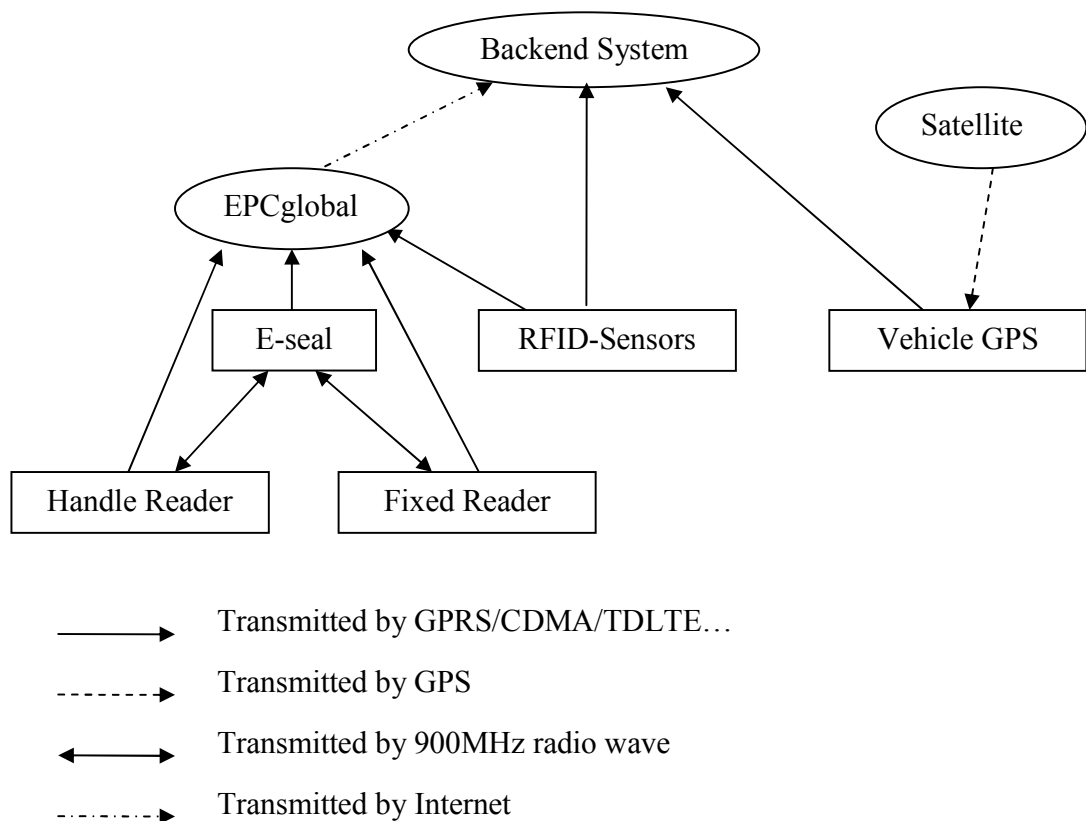 Backend System
Satellite
EPCglobal
E-seal
RFID-Sensors
Vehicle GPS
Handle Reader
Fixed Reader
Transmitted by GPRS/CDMA/TDLTE…
Transmitted by GPS
Transmitted by 900MHz radio wave
Transmitted by Internet